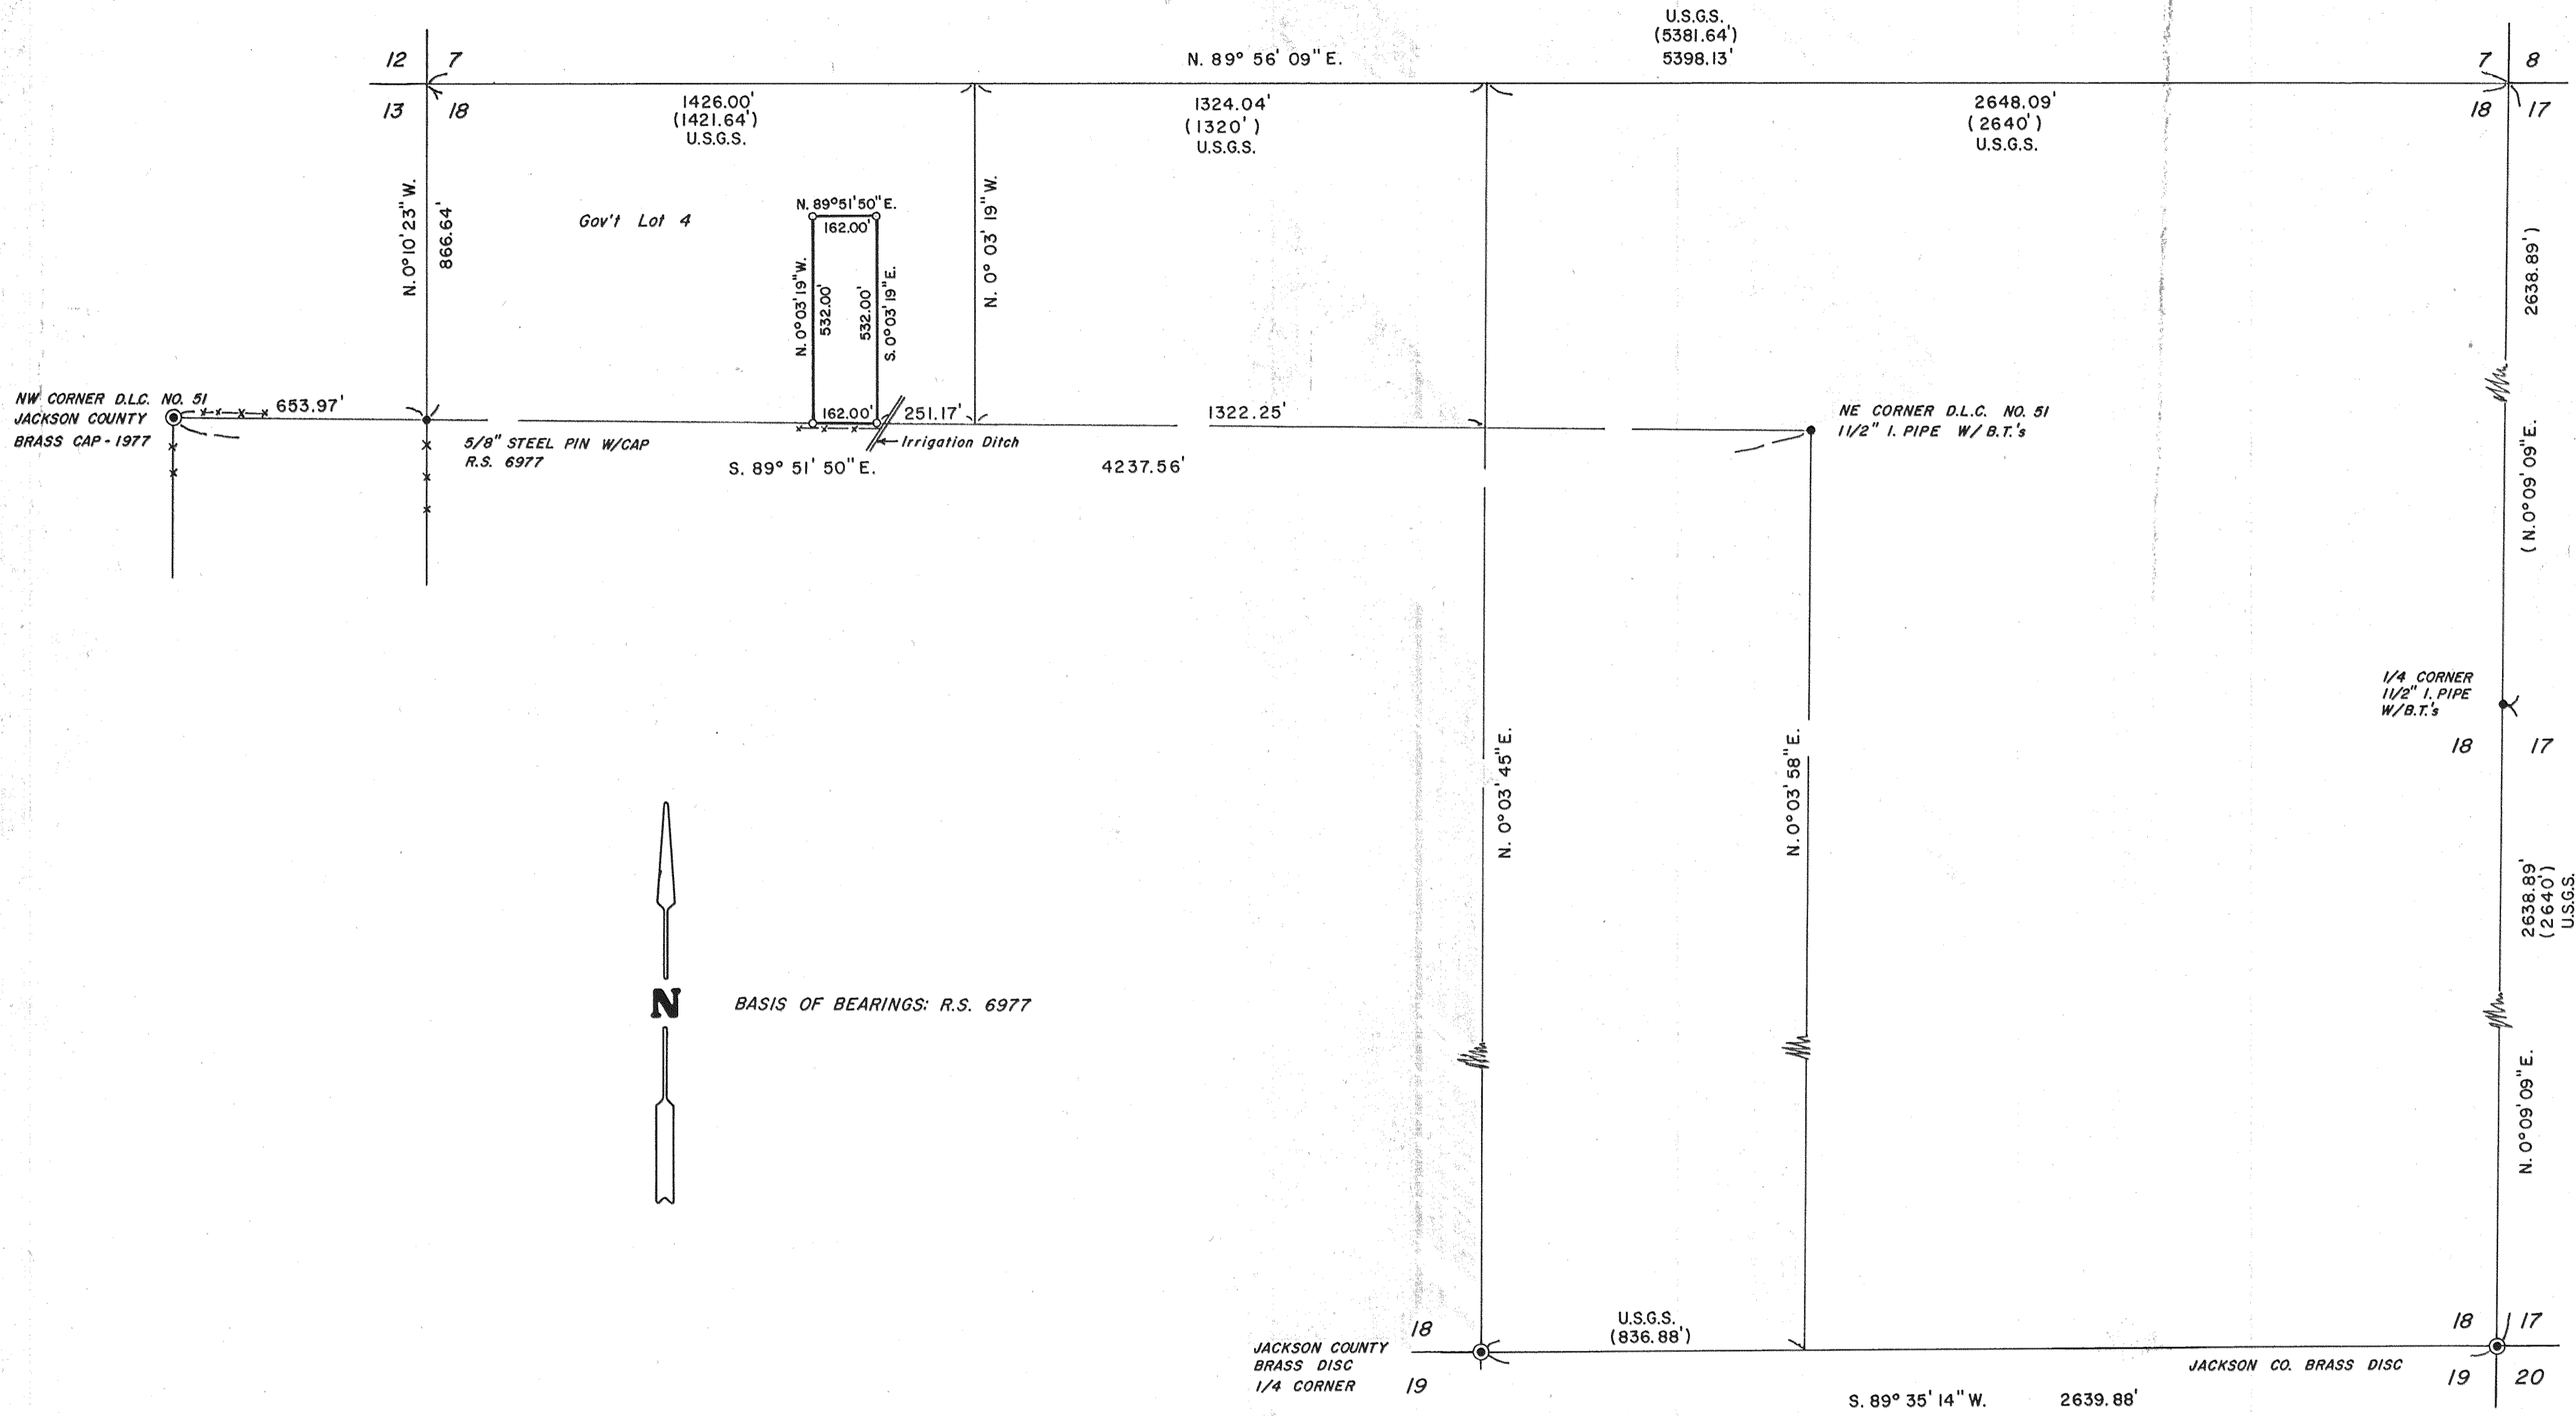 U.S.G.S.
(5381.64')
N. 89° 56' 09" E.
5398.13'
12
7
7
8
13
18
18
17
1426.00'
(1421.64')
U.S.G.S.
1324.04'
(1320')
U.S.G.S.
2648.09'
(2640')
U.S.G.S.
N. 0° 10' 23" W.
866.64'
Gov't Lot 4
N. 89° 51' 50" E.
162.00'
N. 0° 03' 19" W.
532.00'
532.00'
S. 0° 03' 19" E.
N. 0° 03' 19" W.
2638.89')
(N. 0° 09' 09" E.
NW CORNER D.L.C. NO. 51
JACKSON COUNTY
BRASS CAP - 1977
653.97'
5/8" STEEL PIN W/CAP
R.S. 6977
162.00'
251.17'
Irrigation Ditch
S. 89° 51' 50" E.
4237.56'
1322.25'
NE CORNER D.L.C. NO. 51
1 1/2" I. PIPE W/ B.T.'s
1/4 CORNER
1 1/2" I. PIPE
W/B.T.'s
18
17
N. 0° 03' 45" E.
N. 0° 03' 58" E.
2638.89'
(2640')
U.S.G.S.
N
BASIS OF BEARINGS: R.S. 6977
N. 0° 09' 09" E.
U.S.G.S.
(836.88')
18
18
17
JACKSON COUNTY
BRASS DISC
1/4 CORNER
19
JACKSON CO. BRASS DISC
19
20
S. 89° 35' 14" W.
2639.88'